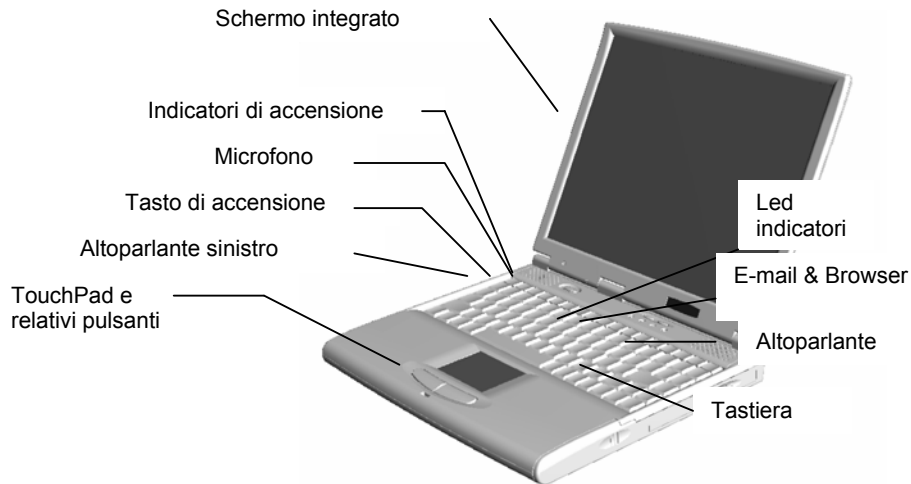 Schermo integrato
Indicatori di accensione
Microfono
Tasto di accensione
Altoparlante sinistro
TouchPad e
relativi pulsanti
Led
indicatori
E-mail & Browser
Altoparlante
Tastiera